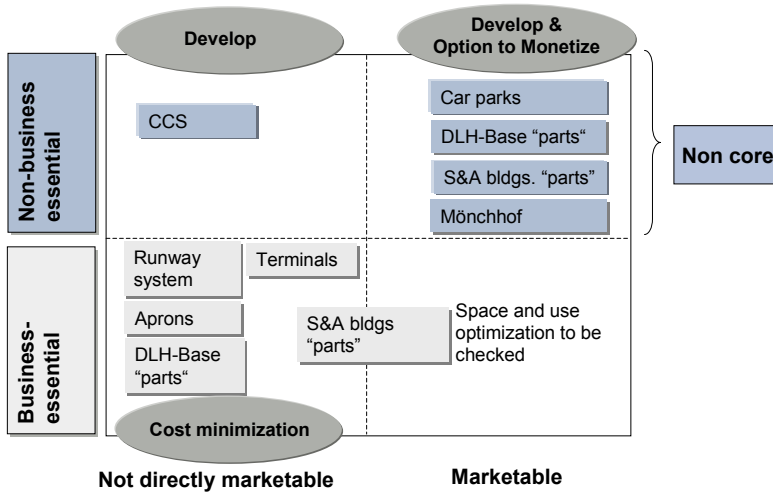 Develop
Develop &
Option to Monetize
Non-business
essential
CCS
Car parks
DLH-Base “parts“
S&A bldgs. “parts”
Mönchhof
Non core
Business-
essential
Runway
system
Terminals
Aprons
DLH-Base
“parts“
S&A bldgs
“parts”
Space and use
optimization to be
checked
Cost minimization
Not directly marketable
Marketable